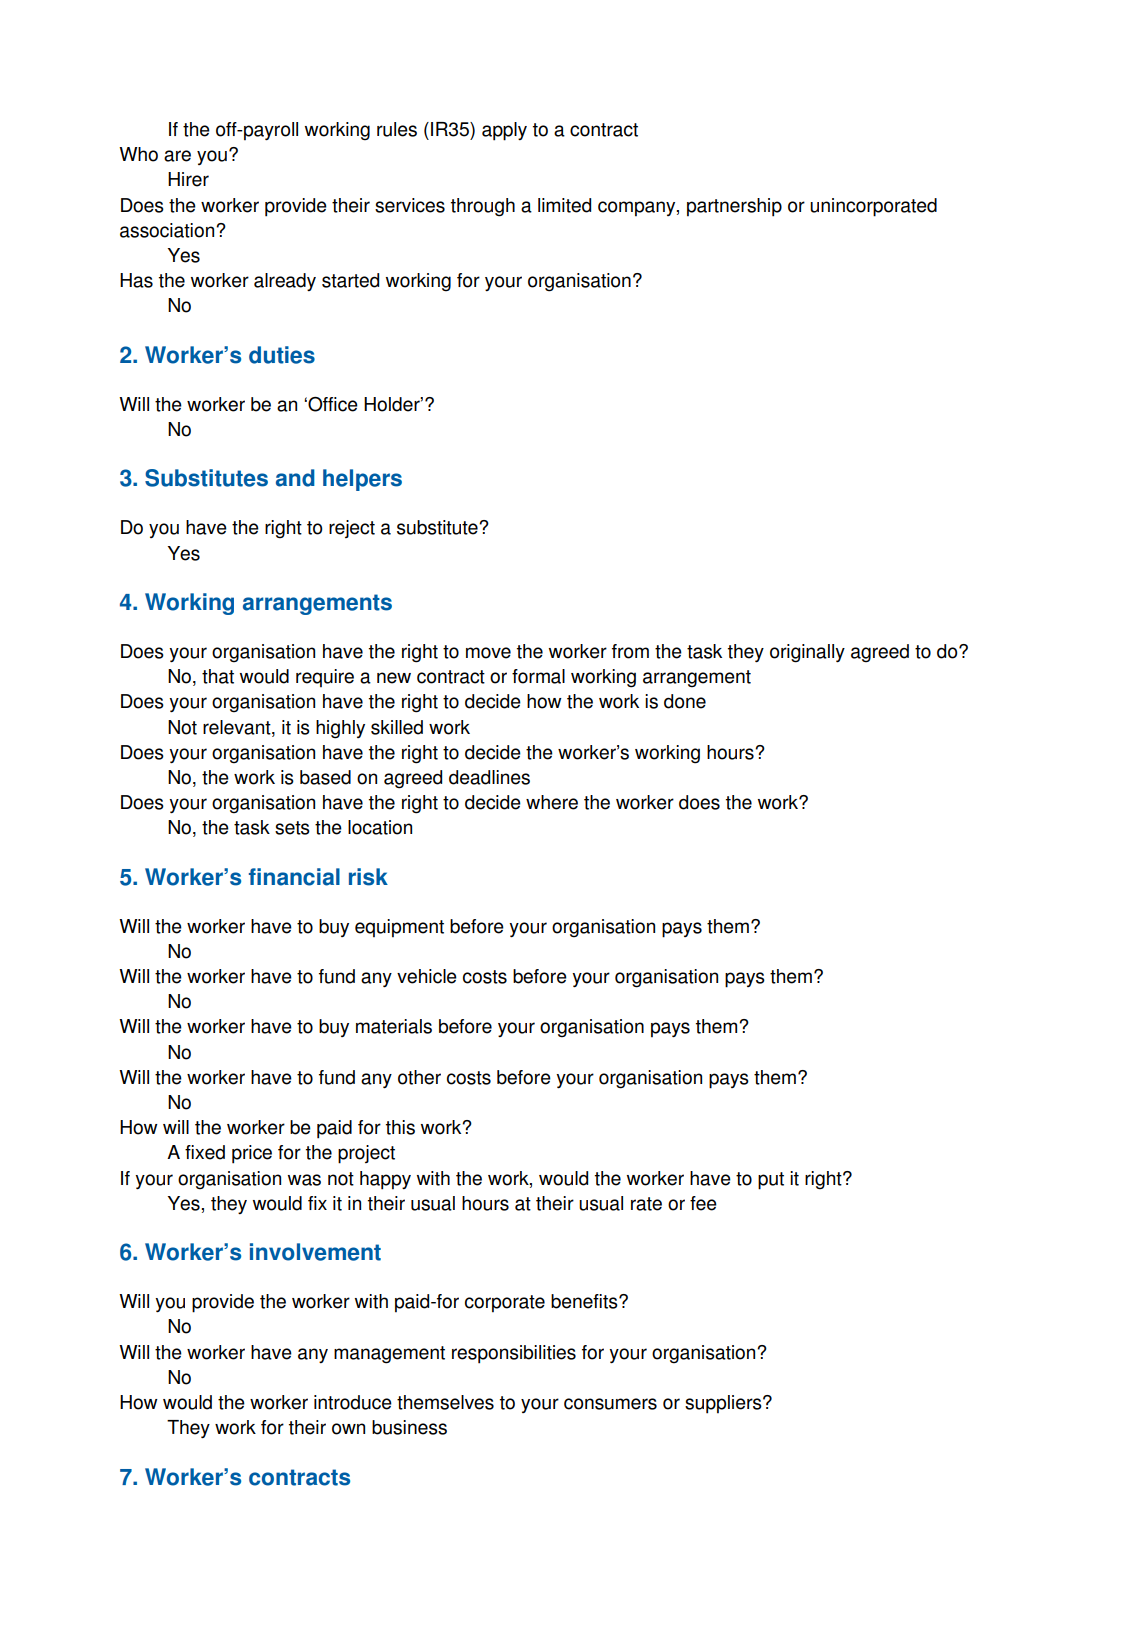 If the off-payroll working rules (IR35) apply to a contract
Who are you?
Hirer
Does the worker provide their services through a limited company, partnership or unincorporated
association?
Yes
Has the worker already started working for your organisation?
No
2. Worker’s duties
Will the worker be an ‘Office Holder’?
No
3. Substitutes and helpers
Do you have the right to reject a substitute?
Yes
4. Working arrangements
Does your organisation have the right to move the worker from the task they originally agreed to do?
No, that would require a new contract or formal working arrangement
Does your organisation have the right to decide how the work is done
Not relevant, it is highly skilled work
Does your organisation have the right to decide the worker’s working hours?
No, the work is based on agreed deadlines
Does your organisation have the right to decide where the worker does the work?
No, the task sets the location
5. Worker’s financial risk
Will the worker have to buy equipment before your organisation pays them?
No
Will the worker have to fund any vehicle costs before your organisation pays them?
No
Will the worker have to buy materials before your organisation pays them?
No
Will the worker have to fund any other costs before your organisation pays them?
No
How will the worker be paid for this work?
A fixed price for the project
If your organisation was not happy with the work, would the worker have to put it right?
Yes, they would fix it in their usual hours at their usual rate or fee
6. Worker’s involvement
Will you provide the worker with paid-for corporate benefits?
No
Will the worker have any management responsibilities for your organisation?
No
How would the worker introduce themselves to your consumers or suppliers?
They work for their own business
7. Worker’s contracts